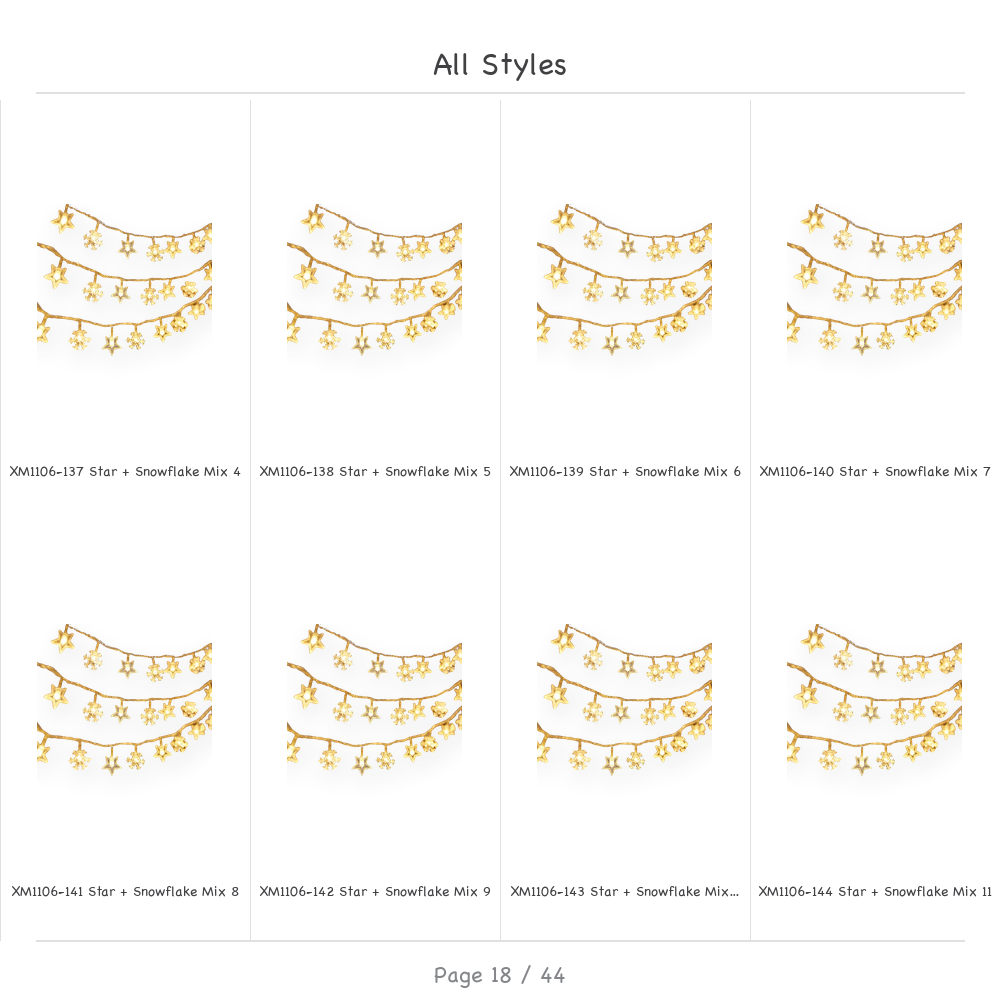 All Styles
XM1106-137 Star + Snowflake Mix 4
XM1106-138 Star + Snowflake Mix 5
XM1106-139 Star + Snowflake Mix 6
XM1106-140 Star + Snowflake Mix 7
XM1106-141 Star + Snowflake Mix 8
XM1106-142 Star + Snowflake Mix 9
XM1106-143 Star + Snowflake Mix...
XM1106-144 Star + Snowflake Mix 11
Page 18 / 44